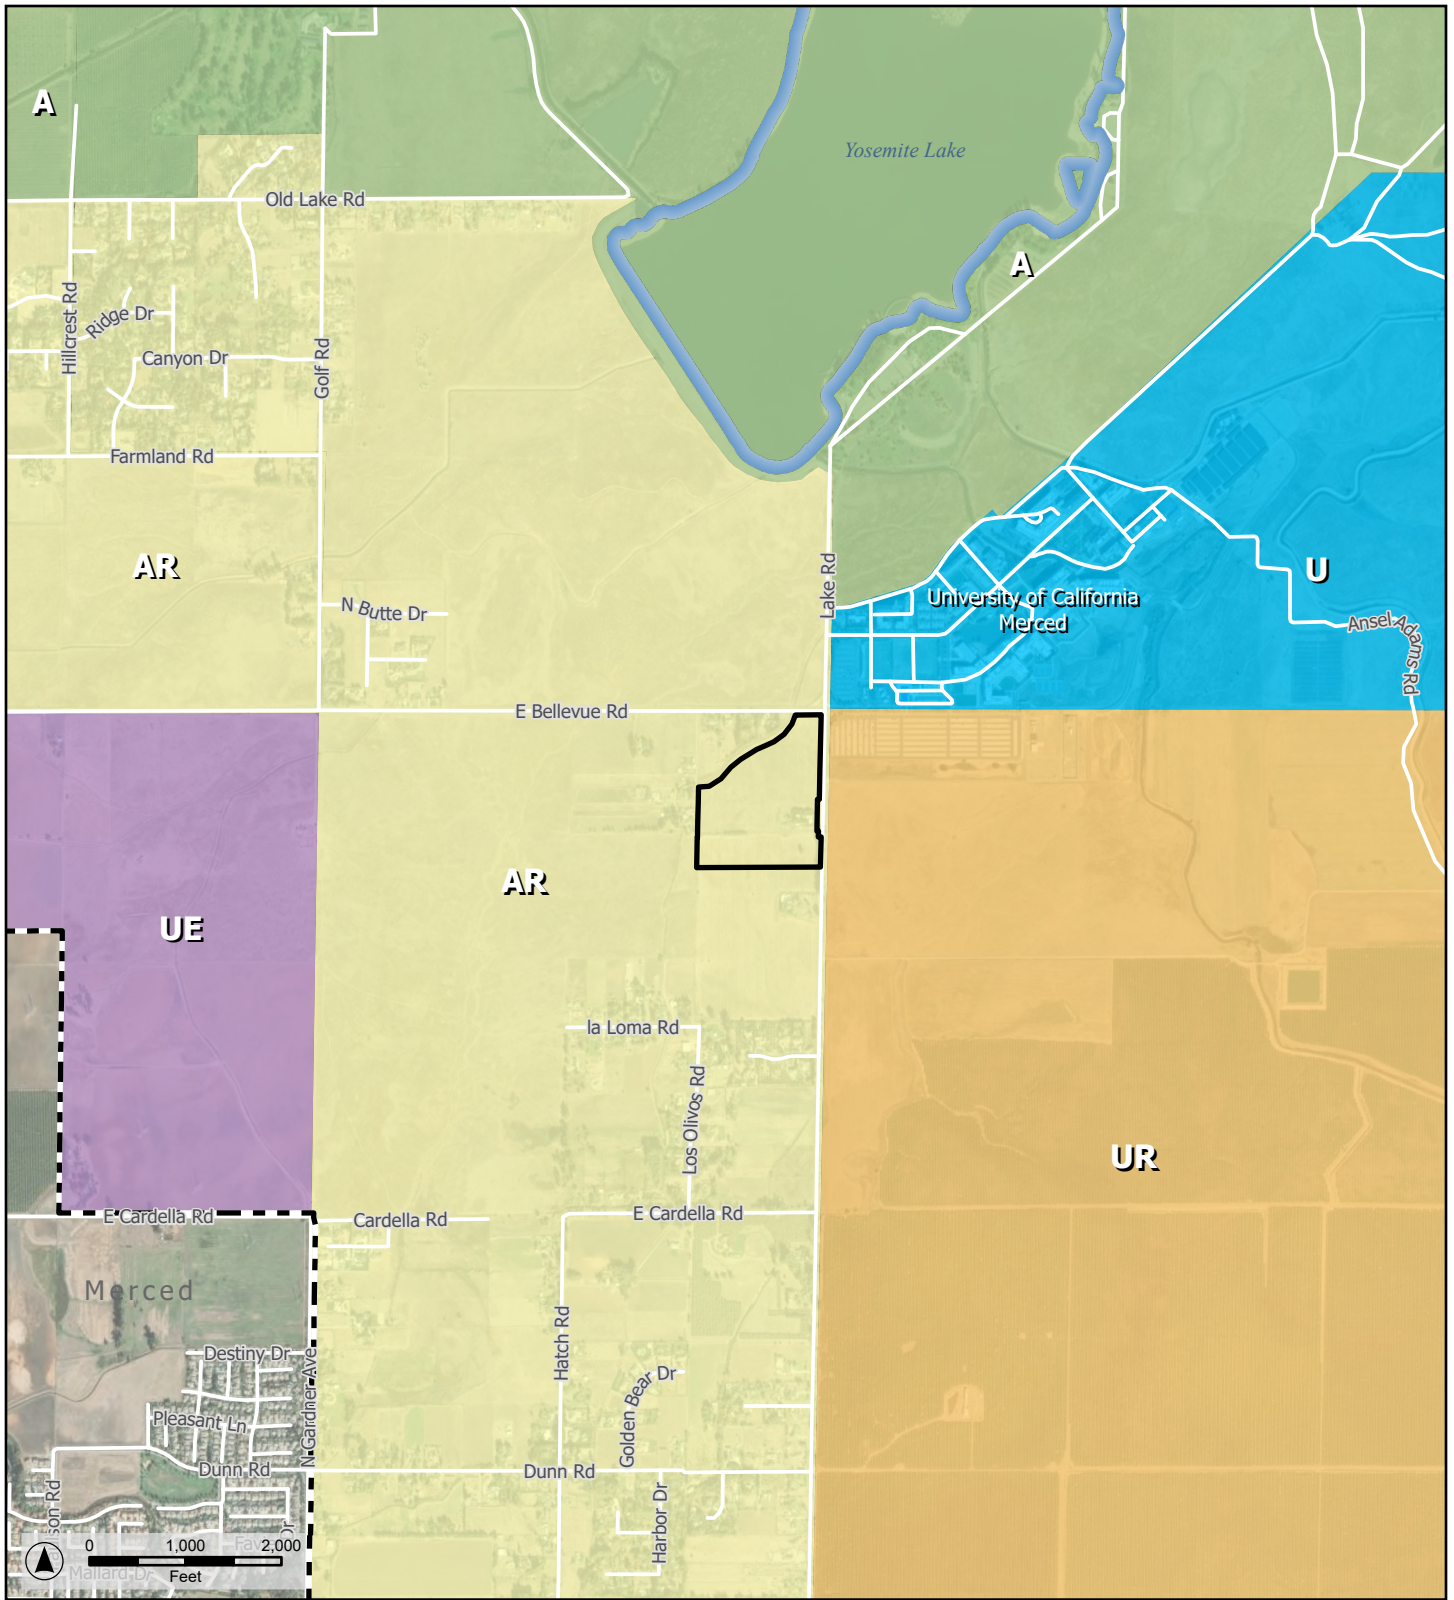 A
Yosemite Lake
Old Lake Rd
A
Hillcrest Rd
Ridge Dr
Golf Rd
Canyon Dr
Farmland Rd
AR
Lake Rd
U
N Butte Dr
University of California
Merced
Ansel Adams Rd
E Bellevue Rd
AR
UE
la Loma Rd
Los Olivos Rd
UR
E Cardella Rd
Cardella Rd
E Cardella Rd
Merced
Hatch Rd
Destiny Dr
N Gardner Ave
Golden Bear Dr
Pleasant Ln
Dunn Rd
Dunn Rd
Harbor Dr
0 1,000 2,000
Feet
Mallard Dr